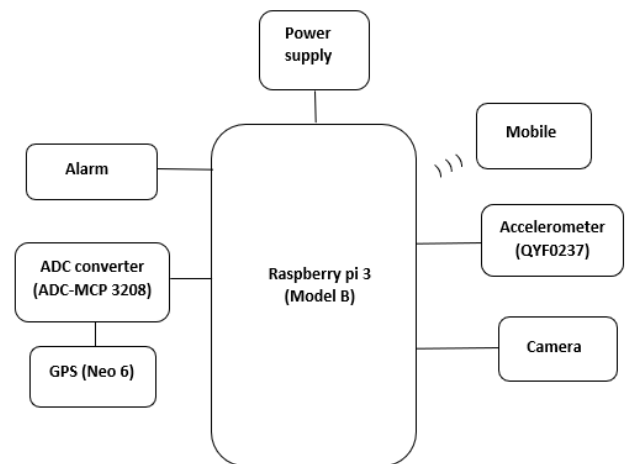 Power
supply
Mobile
Alarm
Accelerometer
(QYF0237)
ADC converter
(ADC-MCP 3208)
Raspberry pi 3
(Model B)
GPS (Neo 6)
Camera